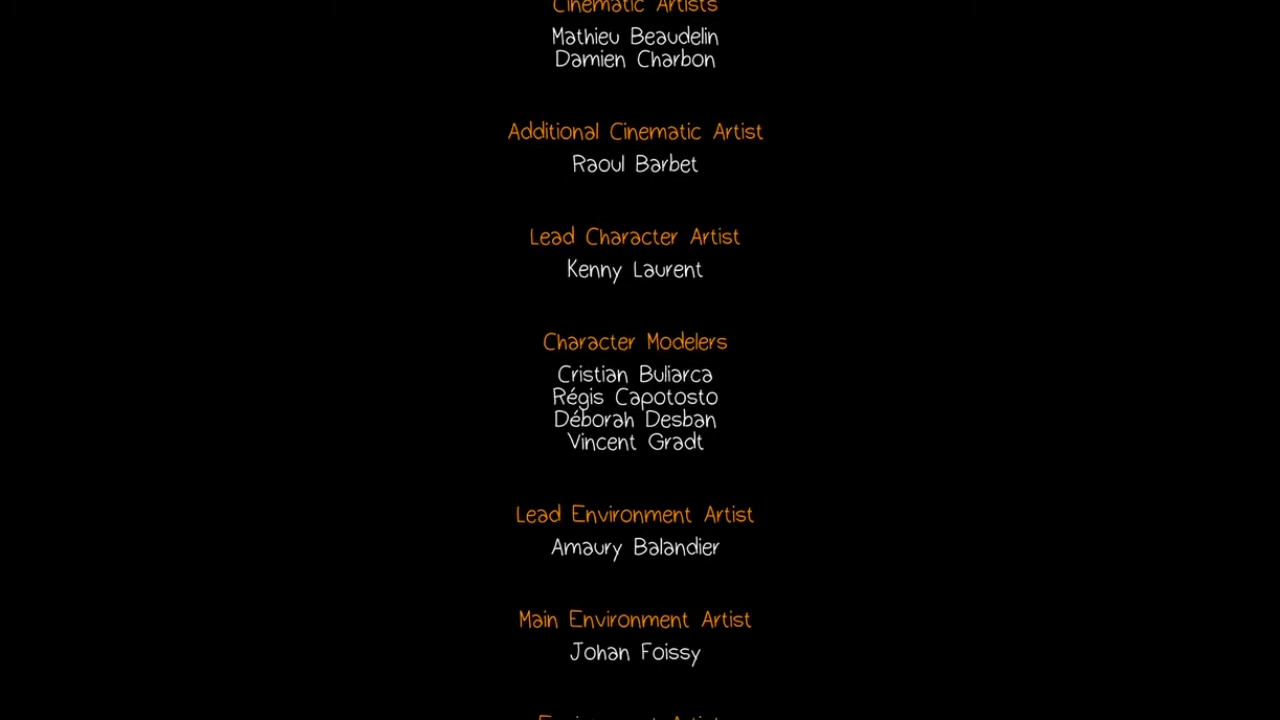 Cinematic Artists
Mathieu Beaudelin
Damien Charbon
Additional Cinematic Artist
Raoul Barbet
Lead Character Artist
Kenny Laurent
Character Modelers
Cristian Buliarca
Régis Capotosto
Déborah Desban
Vincent Gradt
Lead Environment Artist
Amaury Balandier
Main Environment Artist
Johan Foissy